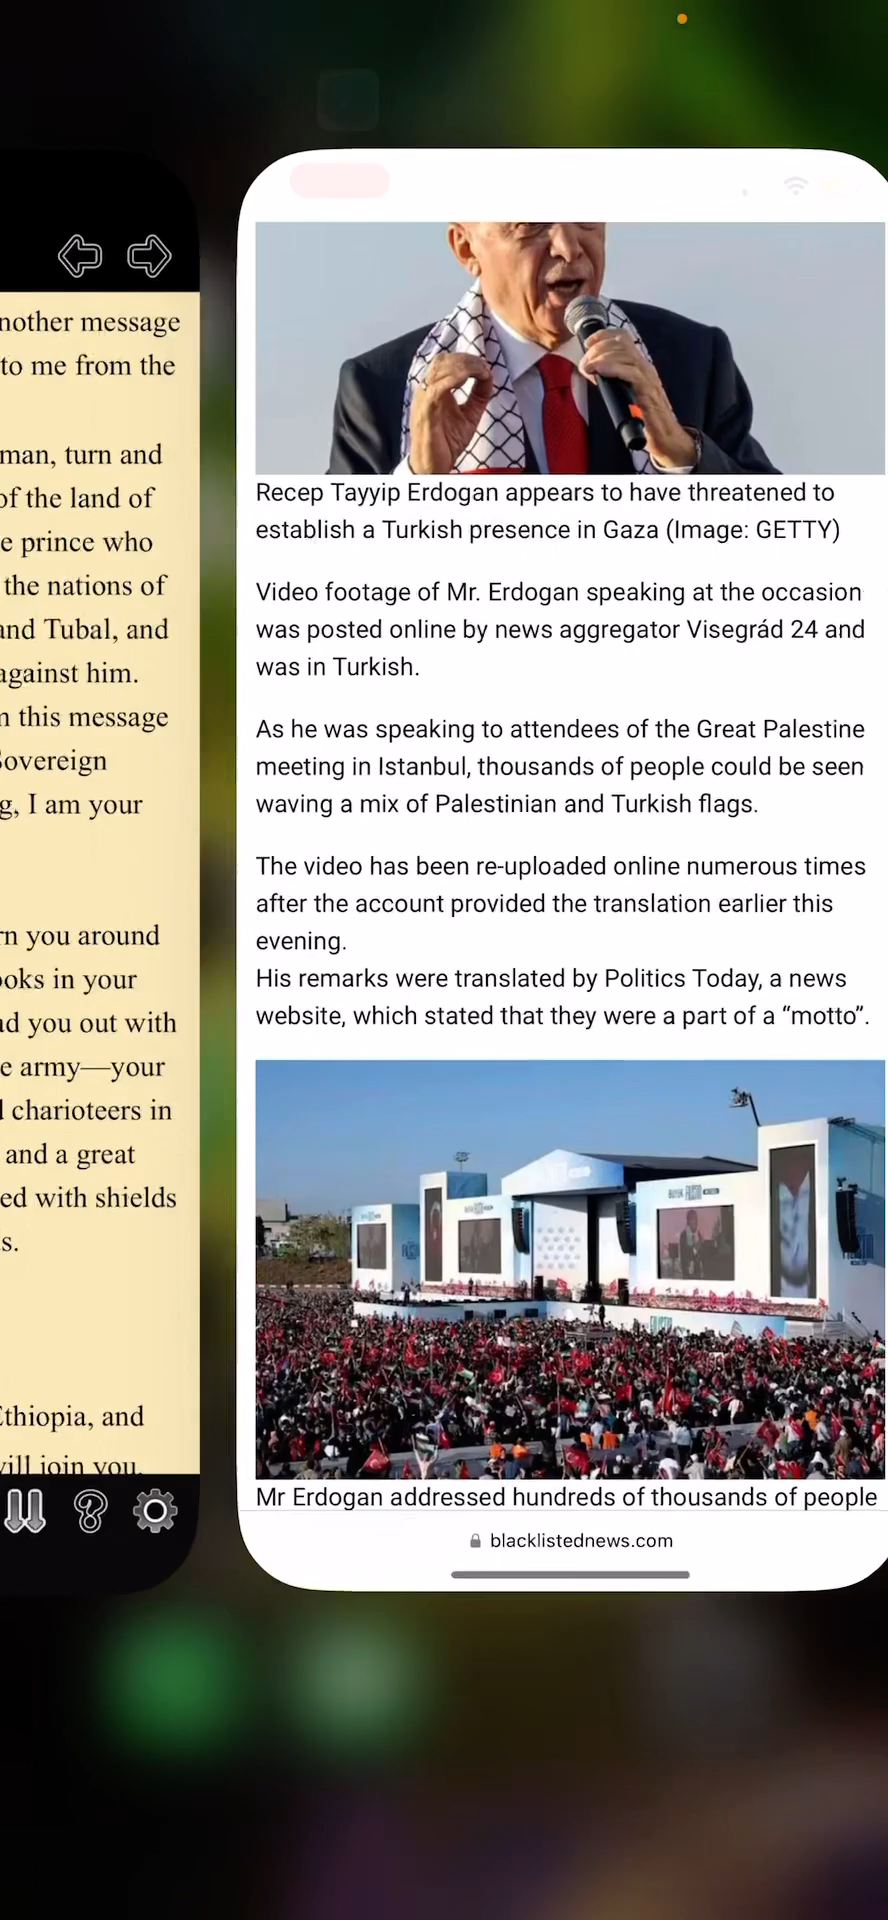 nother message
to me from the
man, turn and
of the land of
e prince who
the nations of
and Tubal, and
against him.
n this message
Sovereign
g, I am your
rn you around
ooks in your
ad you out with
e army—your
d charioteers in
and a great
ed with shields
s.
Ethiopia, and
will join you.
Recep Tayyip Erdogan appears to have threatened to
establish a Turkish presence in Gaza (Image: GETTY)
Video footage of Mr. Erdogan speaking at the occasion
was posted online by news aggregator Visegrád 24 and
was in Turkish.
As he was speaking to attendees of the Great Palestine
meeting in Istanbul, thousands of people could be seen
waving a mix of Palestinian and Turkish flags.
The video has been re-uploaded online numerous times
after the account provided the translation earlier this
evening.
His remarks were translated by Politics Today, a news
website, which stated that they were a part of a “motto”.
Mr Erdogan addressed hundreds of thousands of people
blacklistednews.com